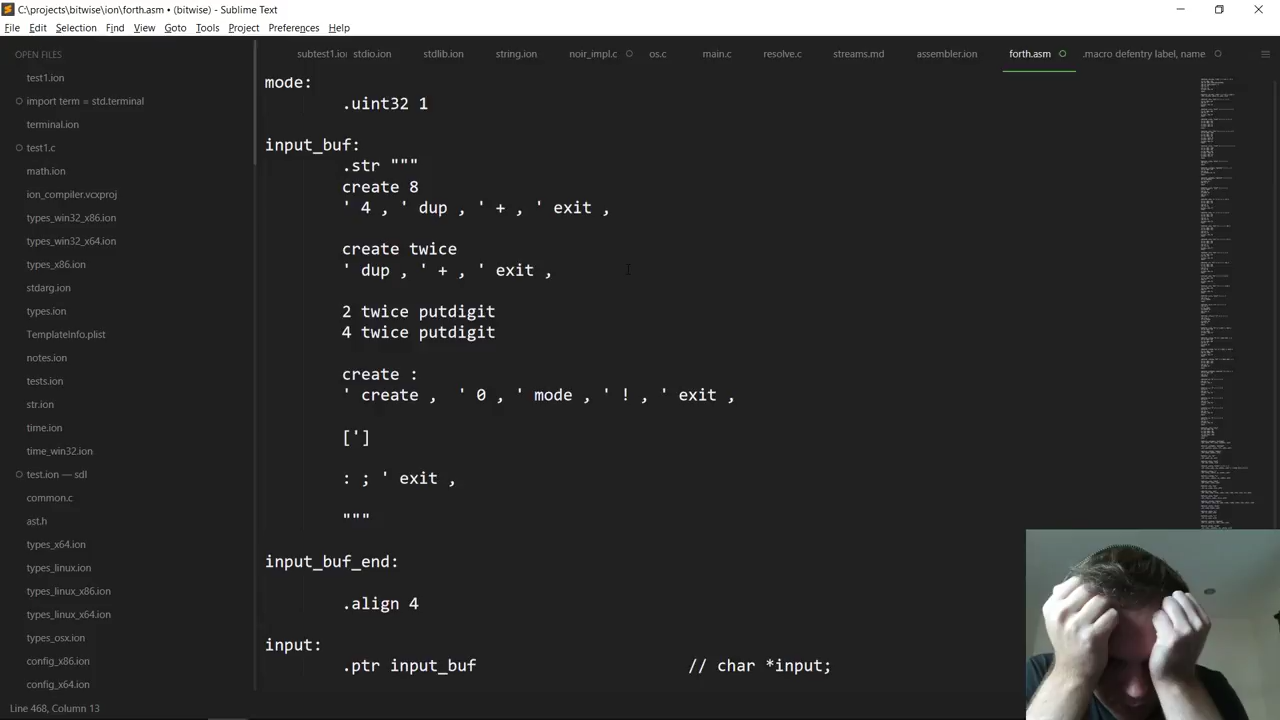 C:\projects\bitwise\ion\forth.asm • (bitwise) - Sublime Text
File Edit Selection Find View Goto Tools Project Preferences Help
OPEN FILES
test1.ion
import term = std.terminal
terminal.ion
test1.c
math.ion
ion_compiler.vcxproj
types_win32_x86.ion
types_win32_x64.ion
types_x86.ion
stdarg.ion
types.ion
TemplateInfo.plist
notes.ion
tests.ion
str.ion
time.ion
time_win32.ion
test.ion — sdl
common.c
ast.h
types_x64.ion
types_linux.ion
types_linux_x86.ion
types_linux_x64.ion
types_osx.ion
config_x86.ion
config_x64.ion
subtest1.io stdio.ion stdlib.ion string.ion noir_impl.c os.c main.c resolve.c streams.md assembler.ion forth.asm .macro defentry label, name
mode:
.uint32 1
input_buf:
.str """
create 8
' 4 , ' dup , ' + , ' exit ,
create twice
' dup , ' + , ' exit ,
2 twice putdigit
4 twice putdigit
create :
' create , ' 0 , ' mode , ' ! , ' exit ,
[']
: ; ' exit ,
"""
input_buf_end:
.align 4
input:
.ptr input_buf // char *input;
Line 468, Column 13